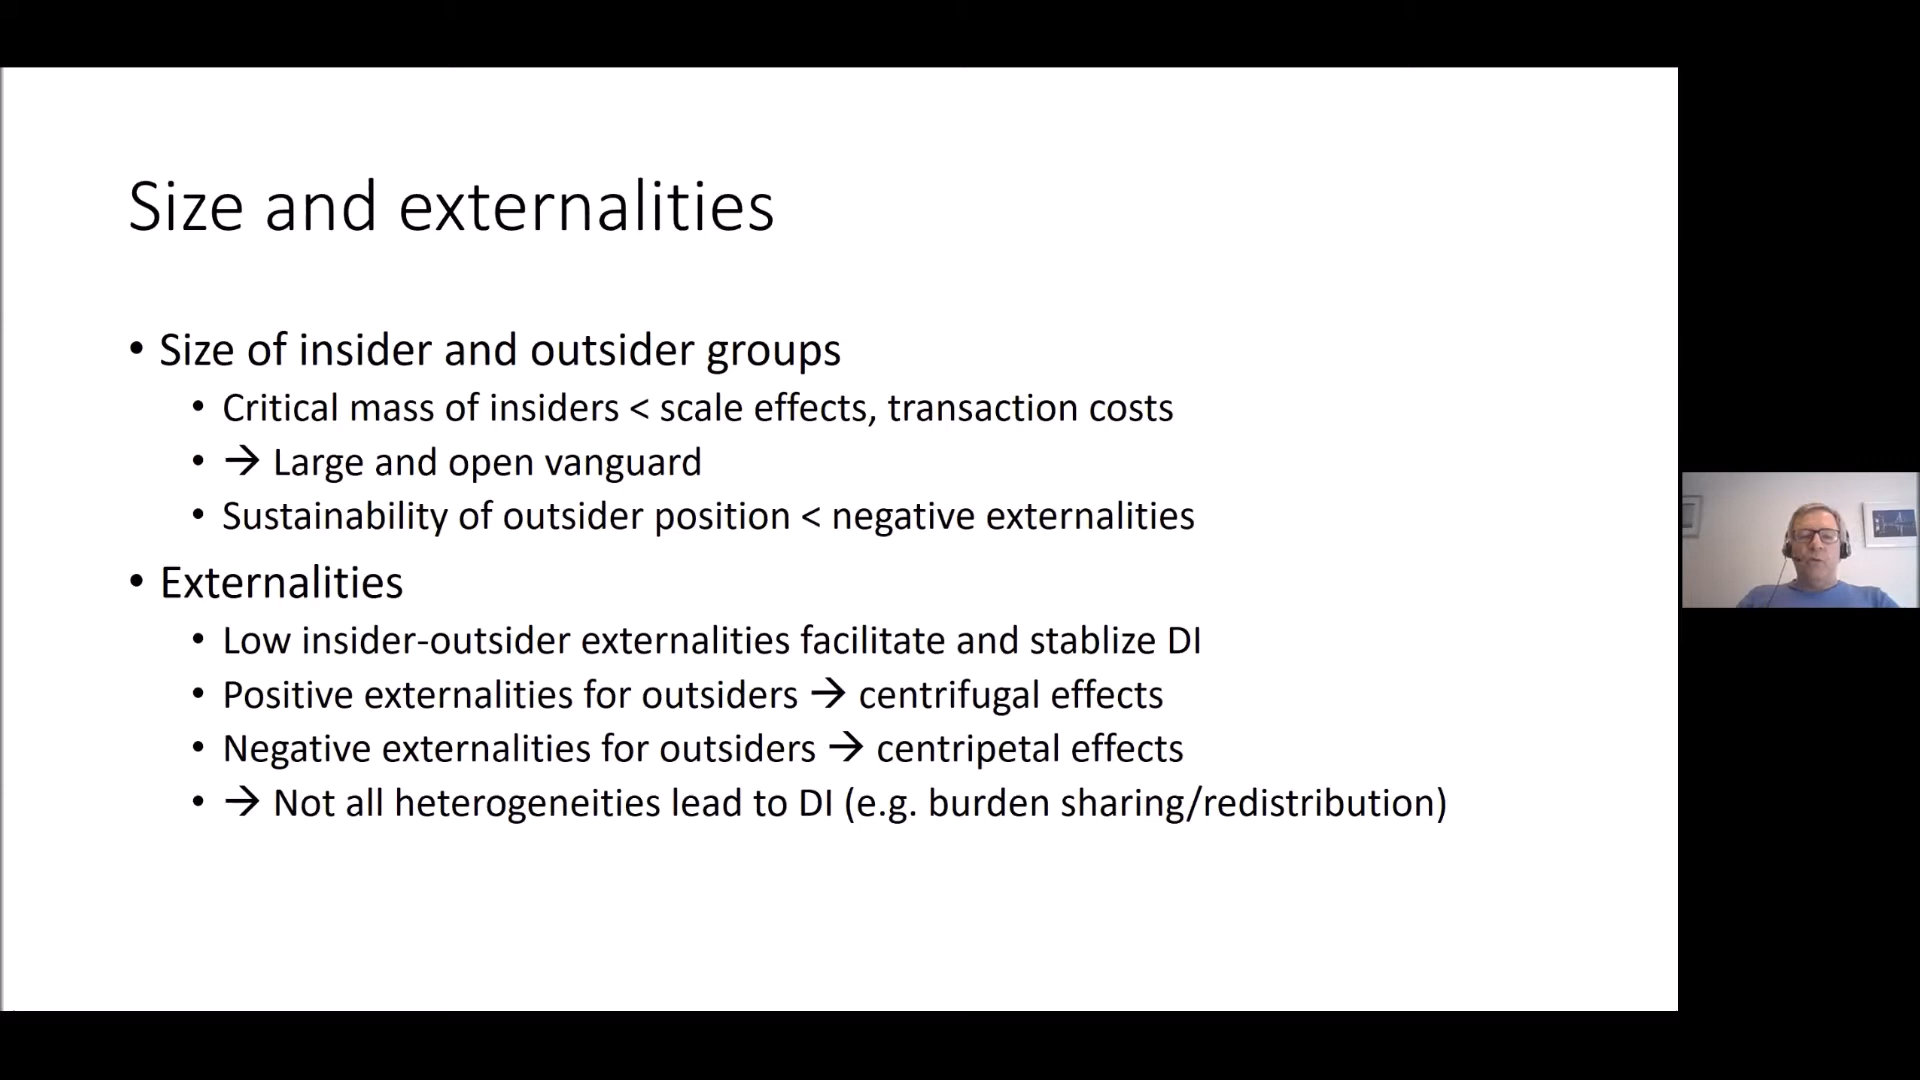 Size and externalities
• Size of insider and outsider groups
• Critical mass of insiders < scale effects, transaction costs
• → Large and open vanguard
• Sustainability of outsider position < negative externalities
• Externalities
• Low insider-outsider externalities facilitate and stablize DI
• Positive externalities for outsiders → centrifugal effects
• Negative externalities for outsiders → centripetal effects
• → Not all heterogeneities lead to DI (e.g. burden sharing/redistribution)